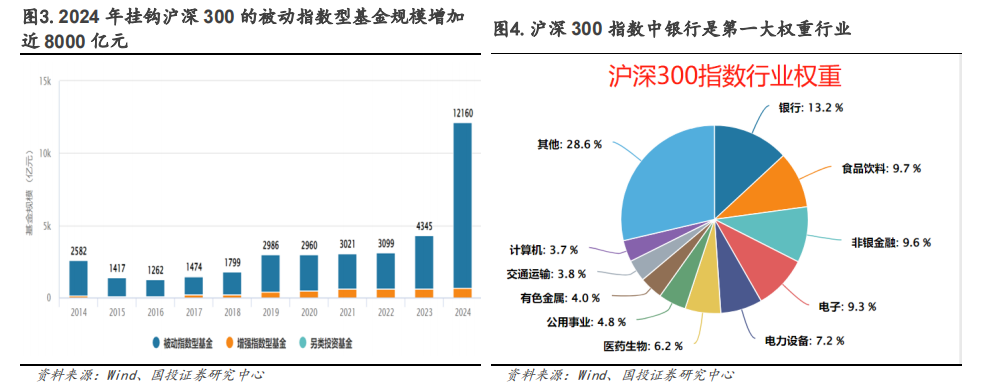 图3. 2024 年挂钩沪深 300 的被动指数型基金规模增加
近 8000 亿元
15k
10k
5k
0
基金规模（亿元）
2582
1417
1262
1474
1799
2986
2960
3021
3099
4345
12160
2014
2015
2016
2017
2018
2019
2020
2021
2022
2023
2024
被动指数型基金
增强指数型基金
另类投资基金
资料来源：Wind、国投证券研究中心
图4. 沪深 300 指数中银行是第一大权重行业
沪深300指数行业权重
银行: 13.2 %
食品饮料: 9.7 %
非银金融: 9.6 %
电子: 9.3 %
电力设备: 7.2 %
医药生物: 6.2 %
公用事业: 4.8 %
有色金属: 4.0 %
交通运输: 3.8 %
计算机: 3.7 %
其他: 28.6 %
资料来源：Wind、国投证券研究中心